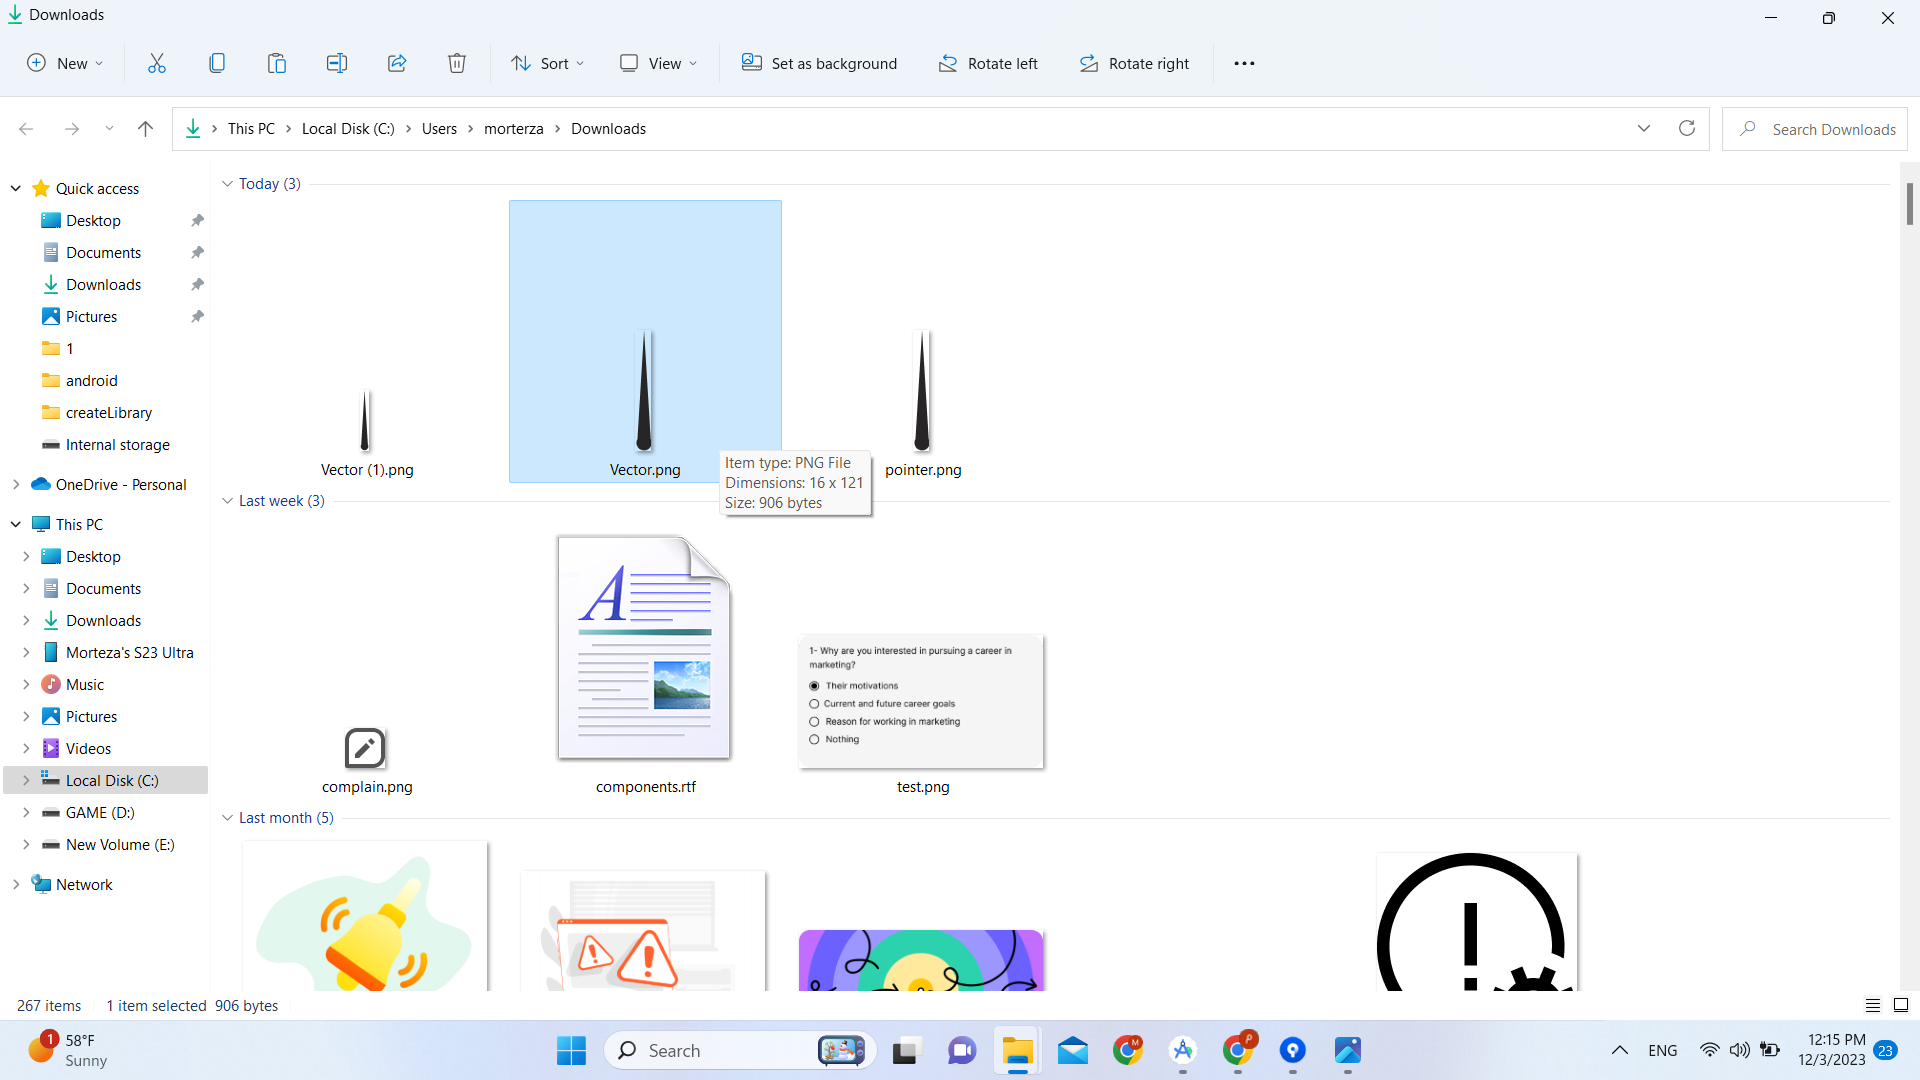 Downloads
New
Sort
View
Set as background
Rotate left
Rotate right
This PC
Local Disk (C:)
Users
morterza
Downloads
Search Downloads
Quick access
Desktop
Documents
Downloads
Pictures
1
android
createLibrary
Internal storage
OneDrive - Personal
This PC
Desktop
Documents
Downloads
Morteza's S23 Ultra
Music
Pictures
Videos
Local Disk (C:)
GAME (D:)
New Volume (E:)
Network
Today (3)
Vector (1).png
Vector.png
pointer.png
Item type: PNG File
Dimensions: 16 x 121
Size: 906 bytes
Last week (3)
A
1- Why are you interested in pursuing a career in
marketing?
Their motivations
Current and future career goals
Reason for working in marketing
Nothing
complain.png
components.rtf
test.png
Last month (5)
267 items
1 item selected 906 bytes
1
58°F
Sunny
Search
M
P
ENG
12:15 PM
12/3/2023
23